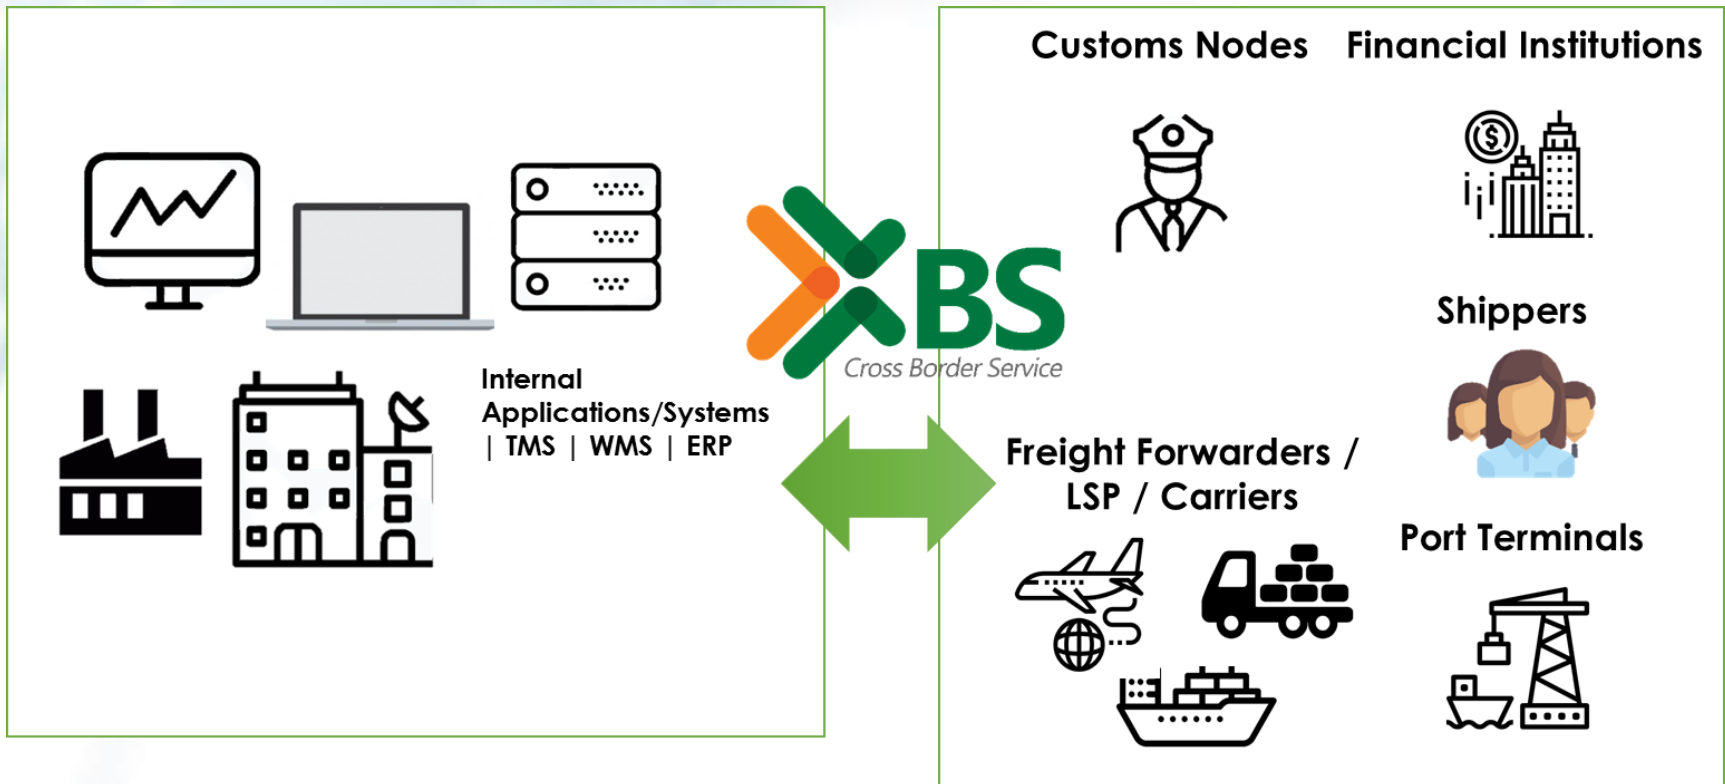 Internal
Applications/Systems
| TMS | WMS | ERP
XBS
Cross Border Service
Customs Nodes
Financial Institutions
Shippers
Freight Forwarders /
LSP / Carriers
Port Terminals
$